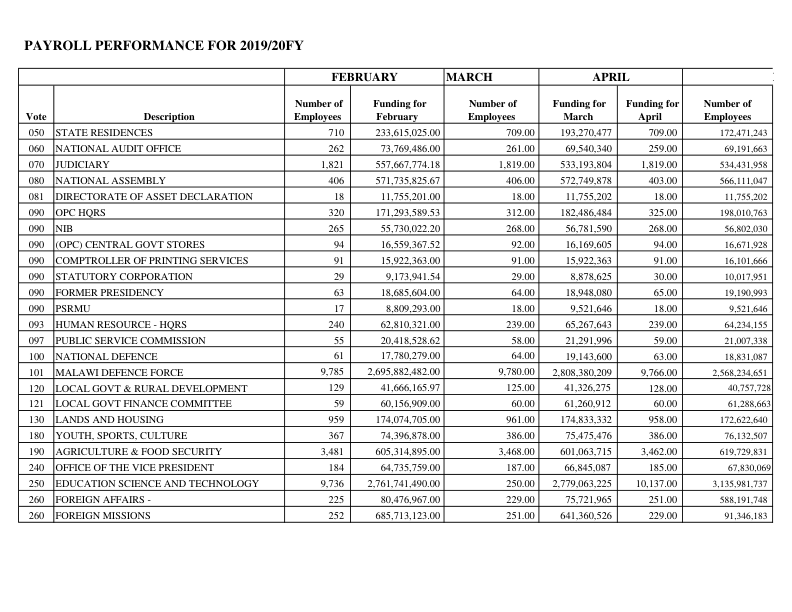 PAYROLL PERFORMANCE FOR 2019/20FY
FEBRUARY MARCH APRIL
Vote Description Number of Employees Funding for February Number of Employees Funding for March Funding for April Number of Employees
050 STATE RESIDENCES 710 233,615,025.00 709.00 193,270,477 709.00 172,471,243
060 NATIONAL AUDIT OFFICE 262 73,769,486.00 261.00 69,540,340 259.00 69,191,663
070 JUDICIARY 1,821 557,667,774.18 1,819.00 533,193,804 1,819.00 534,431,958
080 NATIONAL ASSEMBLY 406 571,735,825.67 406.00 572,749,878 403.00 566,111,047
081 DIRECTORATE OF ASSET DECLARATION 18 11,755,201.00 18.00 11,755,202 18.00 11,755,202
090 OPC HQRS 320 171,293,589.53 312.00 182,486,484 325.00 198,010,763
090 NIB 265 55,730,022.20 268.00 56,781,590 268.00 56,802,030
090 (OPC) CENTRAL GOVT STORES 94 16,559,367.52 92.00 16,169,605 94.00 16,671,928
090 COMPTROLLER OF PRINTING SERVICES 91 15,922,363.00 91.00 15,922,363 91.00 16,101,666
090 STATUTORY CORPORATION 29 9,173,941.54 29.00 8,878,625 30.00 10,017,951
090 FORMER PRESIDENCY 63 18,685,604.00 64.00 18,948,080 65.00 19,190,993
090 PSRMU 17 8,809,293.00 18.00 9,521,646 18.00 9,521,646
093 HUMAN RESOURCE - HQRS 240 62,810,321.00 239.00 65,267,643 239.00 64,234,155
097 PUBLIC SERVICE COMMISSION 55 20,418,528.62 58.00 21,291,996 59.00 21,007,338
100 NATIONAL DEFENCE 61 17,780,279.00 64.00 19,143,600 63.00 18,831,087
101 MALAWI DEFENCE FORCE 9,785 2,695,882,482.00 9,780.00 2,808,380,209 9,766.00 2,568,234,651
120 LOCAL GOVT & RURAL DEVELOPMENT 129 41,666,165.97 125.00 41,326,275 128.00 40,757,728
121 LOCAL GOVT FINANCE COMMITTEE 59 60,156,909.00 60.00 61,260,912 60.00 61,288,663
130 LANDS AND HOUSING 959 174,074,705.00 961.00 174,833,332 958.00 172,622,640
180 YOUTH, SPORTS, CULTURE 367 74,396,878.00 386.00 75,475,476 386.00 76,132,507
190 AGRICULTURE & FOOD SECURITY 3,481 605,314,895.00 3,468.00 601,063,715 3,462.00 619,729,831
240 OFFICE OF THE VICE PRESIDENT 184 64,735,759.00 187.00 66,845,087 185.00 67,830,069
250 EDUCATION SCIENCE AND TECHNOLOGY 9,736 2,761,741,490.00 250.00 2,779,063,225 10,137.00 3,135,981,737
260 FOREIGN AFFAIRS - 225 80,476,967.00 229.00 75,721,965 251.00 588,191,748
260 FOREIGN MISSIONS 252 685,713,123.00 251.00 641,360,526 229.00 91,346,183